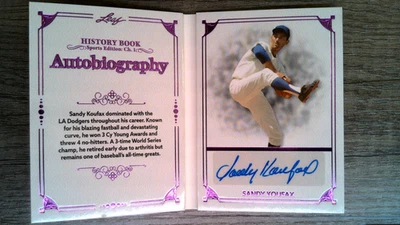 Leaf
HISTORY BOOK
Sports Edition: Ch. 1
Autobiography
Sandy Koufax dominated with the
LA Dodgers throughout his career. Known
for his blazing fastball and devastating
curve, he won 3 Cy Young Awards and
threw 4 no-hitters. A 3-time World Series
champ, he retired early due to arthritis but
remains one of baseball's all-time greats.
Sandy Koufax
SANDY KOUFAX